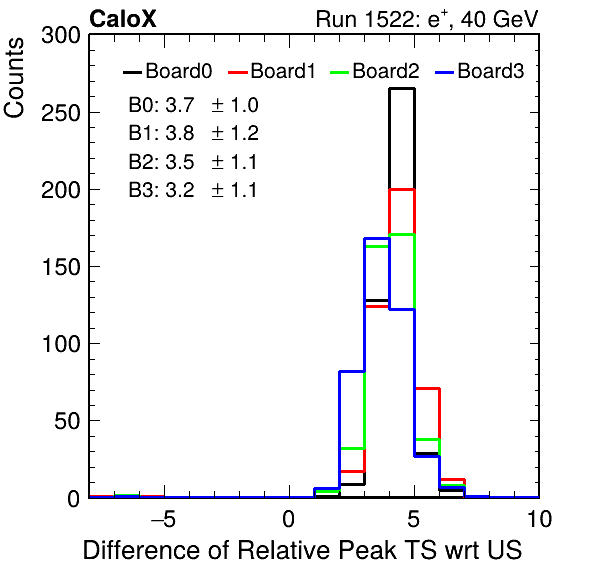 CaloX Run 1522: e⁺, 40 GeV
Counts
300
250
200
150
100
50
0
Board0 Board1 Board2 Board3
B0: 3.7 ± 1.0
B1: 3.8 ± 1.2
B2: 3.5 ± 1.1
B3: 3.2 ± 1.1
−5 0 5 10
Difference of Relative Peak TS wrt US